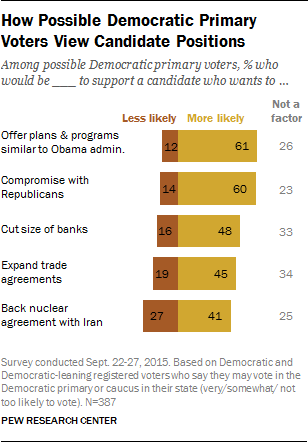 How Possible Democratic Primary
Voters View Candidate Positions
Among possible Democratic primary voters, % who
would be ___ to support a candidate who wants to ...
Less likely More likely Not a
factor
Offer plans & programs
similar to Obama admin. 12 61 26
Compromise with
Republicans 14 60 23
Cut size of banks 16 48 33
Expand trade
agreements 19 45 34
Back nuclear
agreement with Iran 27 41 25
Survey conducted Sept. 22-27, 2015. Based on Democratic and
Democratic-leaning registered voters who say they may vote in the
Democratic primary or caucus in their state (very/somewhat/ not
too likely to vote). N=387
PEW RESEARCH CENTER